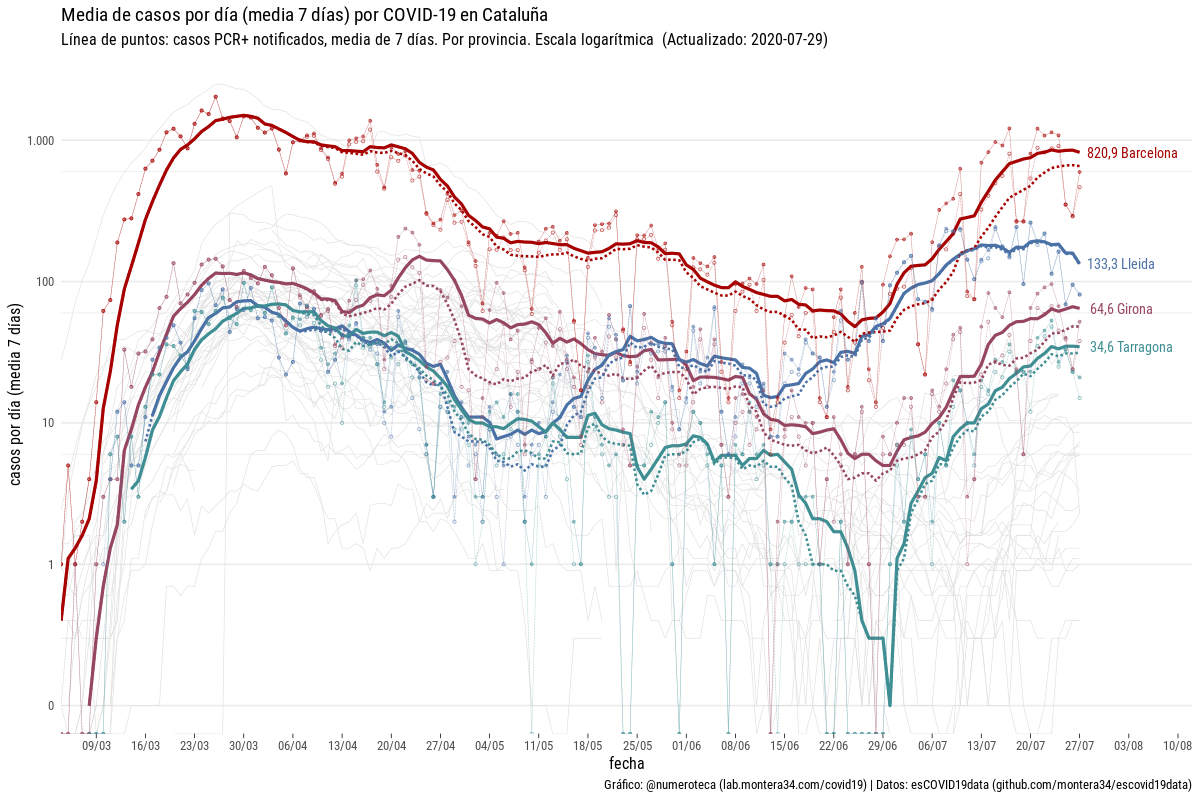 Media de casos por día (media 7 días) por COVID-19 en Cataluña
Línea de puntos: casos PCR+ notificados, media de 7 días. Por provincia. Escala logarítmica  (Actualizado: 2020-07-29)
casos por día (media 7 días)
1.000
100
10
1
0
820,9 Barcelona
133,3 Lleida
64,6 Girona
34,6 Tarragona
09/03 16/03 23/03 30/03 06/04 13/04 20/04 27/04 04/05 11/05 18/05 25/05 01/06 08/06 15/06 22/06 29/06 06/07 13/07 20/07 27/07 03/08 10/08
fecha
Gráfico: @numeroteca (lab.montera34.com/covid19) | Datos: esCOVID19data (github.com/montera34/escovid19data)